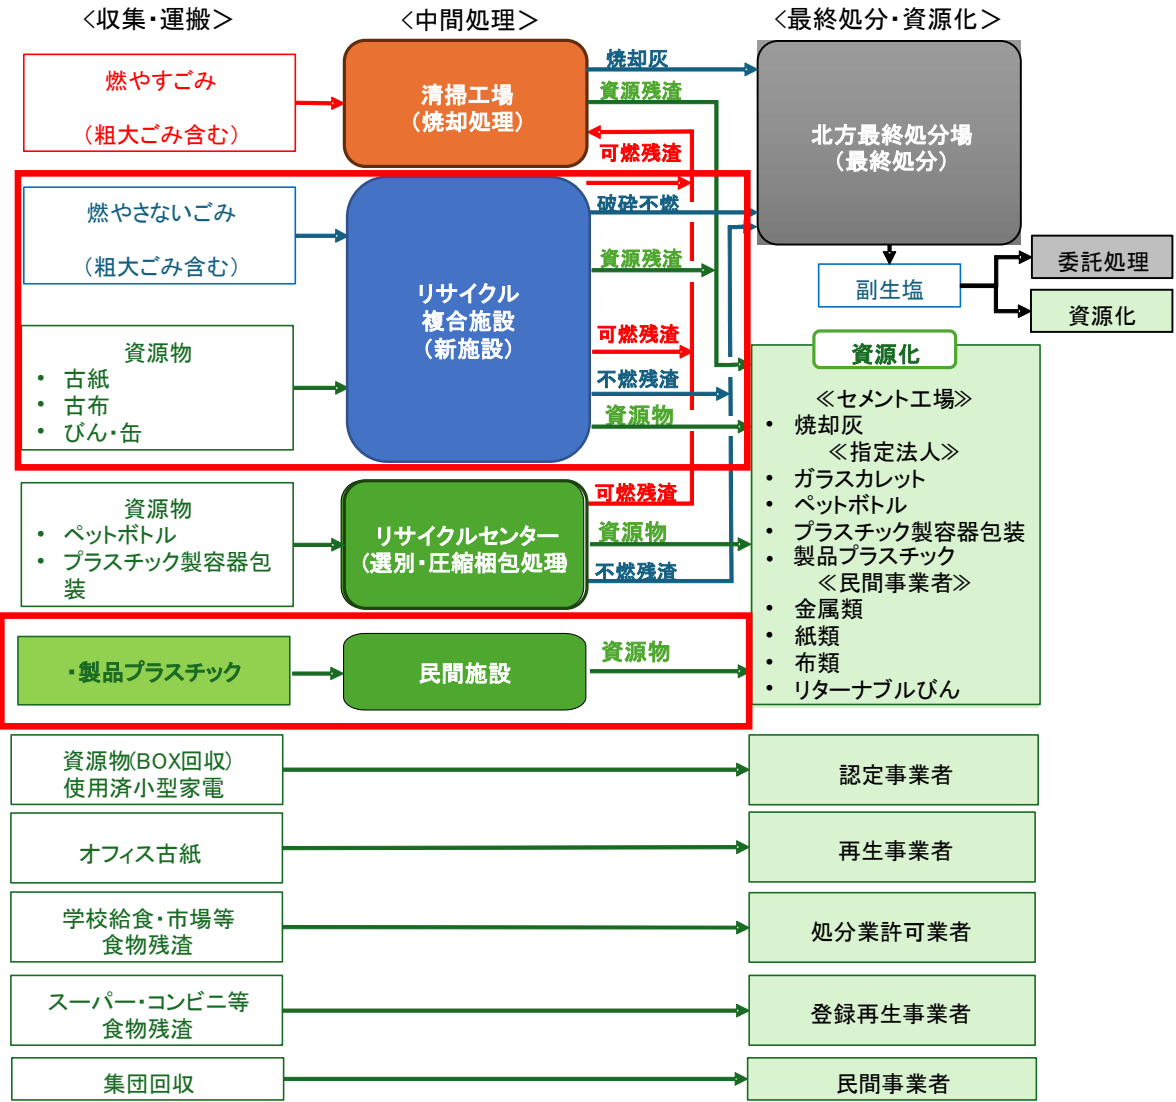 ＜収集・運搬＞
＜中間処理＞
＜最終処分・資源化＞
燃やすごみ
（粗大ごみ含む）
清掃工場
（焼却処理）
焼却灰
資源残渣
可燃残渣
北方最終処分場
（最終処分）
燃やさないごみ
（粗大ごみ含む）
資源物
• 古紙
• 古布
• びん・缶
リサイクル
複合施設
（新施設）
破砕不燃
資源残渣
可燃残渣
不燃残渣
資源物
副生塩
委託処理
資源化
資源物
• ペットボトル
• プラスチック製容器包
装
リサイクルセンター
（選別・圧縮梱包処理）
可燃残渣
資源物
不燃残渣
資源化
≪セメント工場≫
• 焼却灰
≪指定法人≫
• ガラスカレット
• ペットボトル
• プラスチック製容器包装
• 製品プラスチック
≪民間事業者≫
• 金属類
• 紙類
• 布類
• リターナブルびん
・製品プラスチック
民間施設
資源物
資源物(BOX回収)
使用済小型家電
認定事業者
オフィス古紙
再生事業者
学校給食・市場等
食物残渣
処分業許可業者
スーパー・コンビニ等
食物残渣
登録再生事業者
集団回収
民間事業者